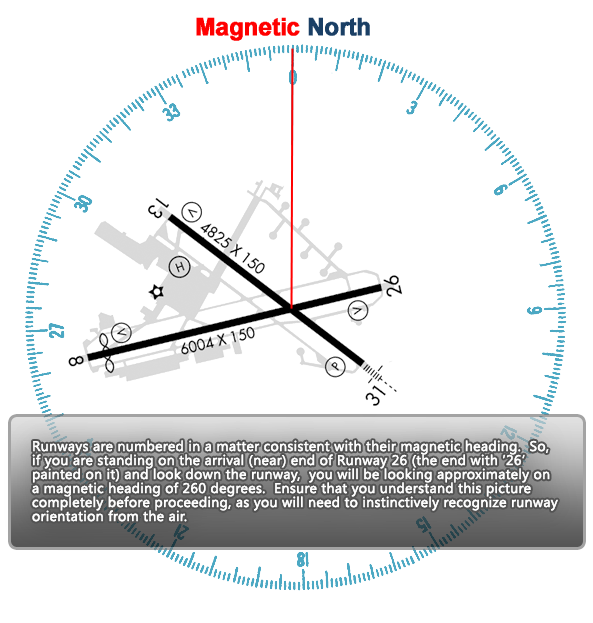 Magnetic North
0
33
3
30
6
13
V
4825 X 150
H
26
9
27
V
V
6004 X 150
8
P
31
12
Runways are numbered in a matter consistent with their magnetic heading. So,
if you are standing on the arrival (near) end of Runway 26 (the end with '26'
painted on it) and look down the runway, you will be looking approximately on
a magnetic heading of 260 degrees. Ensure that you understand this picture
completely before proceeding, as you will need to instinctively recognize runway
orientation from the air.
21
15
18